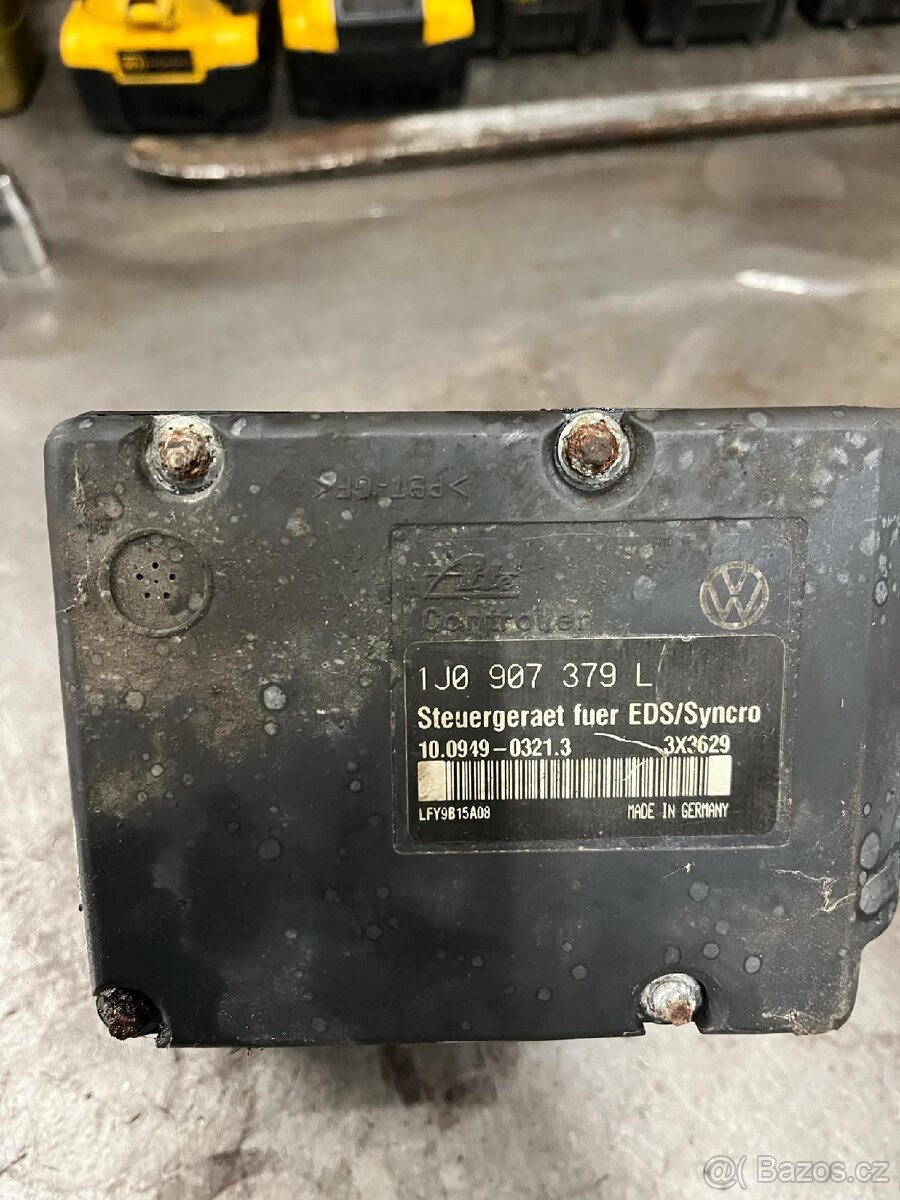 >PBT-GF<
Ate
Controller
1J0 907 379 L
Steuergeraet fuer EDS/Syncro
10.0949-0321.3 3X3629
LFY9B15A08 MADE IN GERMANY
@( Bazos.cz